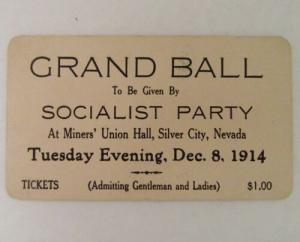 GRAND BALL
To Be Given By
SOCIALIST PARTY
At Miners' Union Hall, Silver City, Nevada
Tuesday Evening, Dec. 8, 1914
TICKETS (Admitting Gentleman and Ladies) $1.00